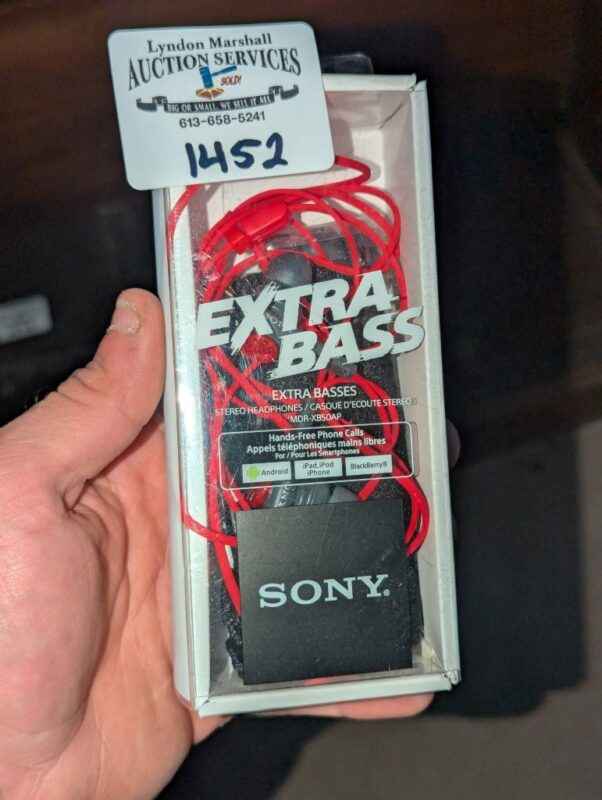 Lyndon Marshall
AUCTION SERVICES
SOLD!
BIG OR SMALL, WE SELL IT ALL
613-658-5241
1452
EXTRA
BASS
EXTRA BASSES
STEREO HEADPHONES / CASQUE D'ECOUTE STEREO
MDR-XB50AP
Hands-Free Phone Calls
Appels téléphoniques mains libres
For / Pour Les Smartphones
Android
iPad, iPod
iPhone
BlackBerry®
SONY®